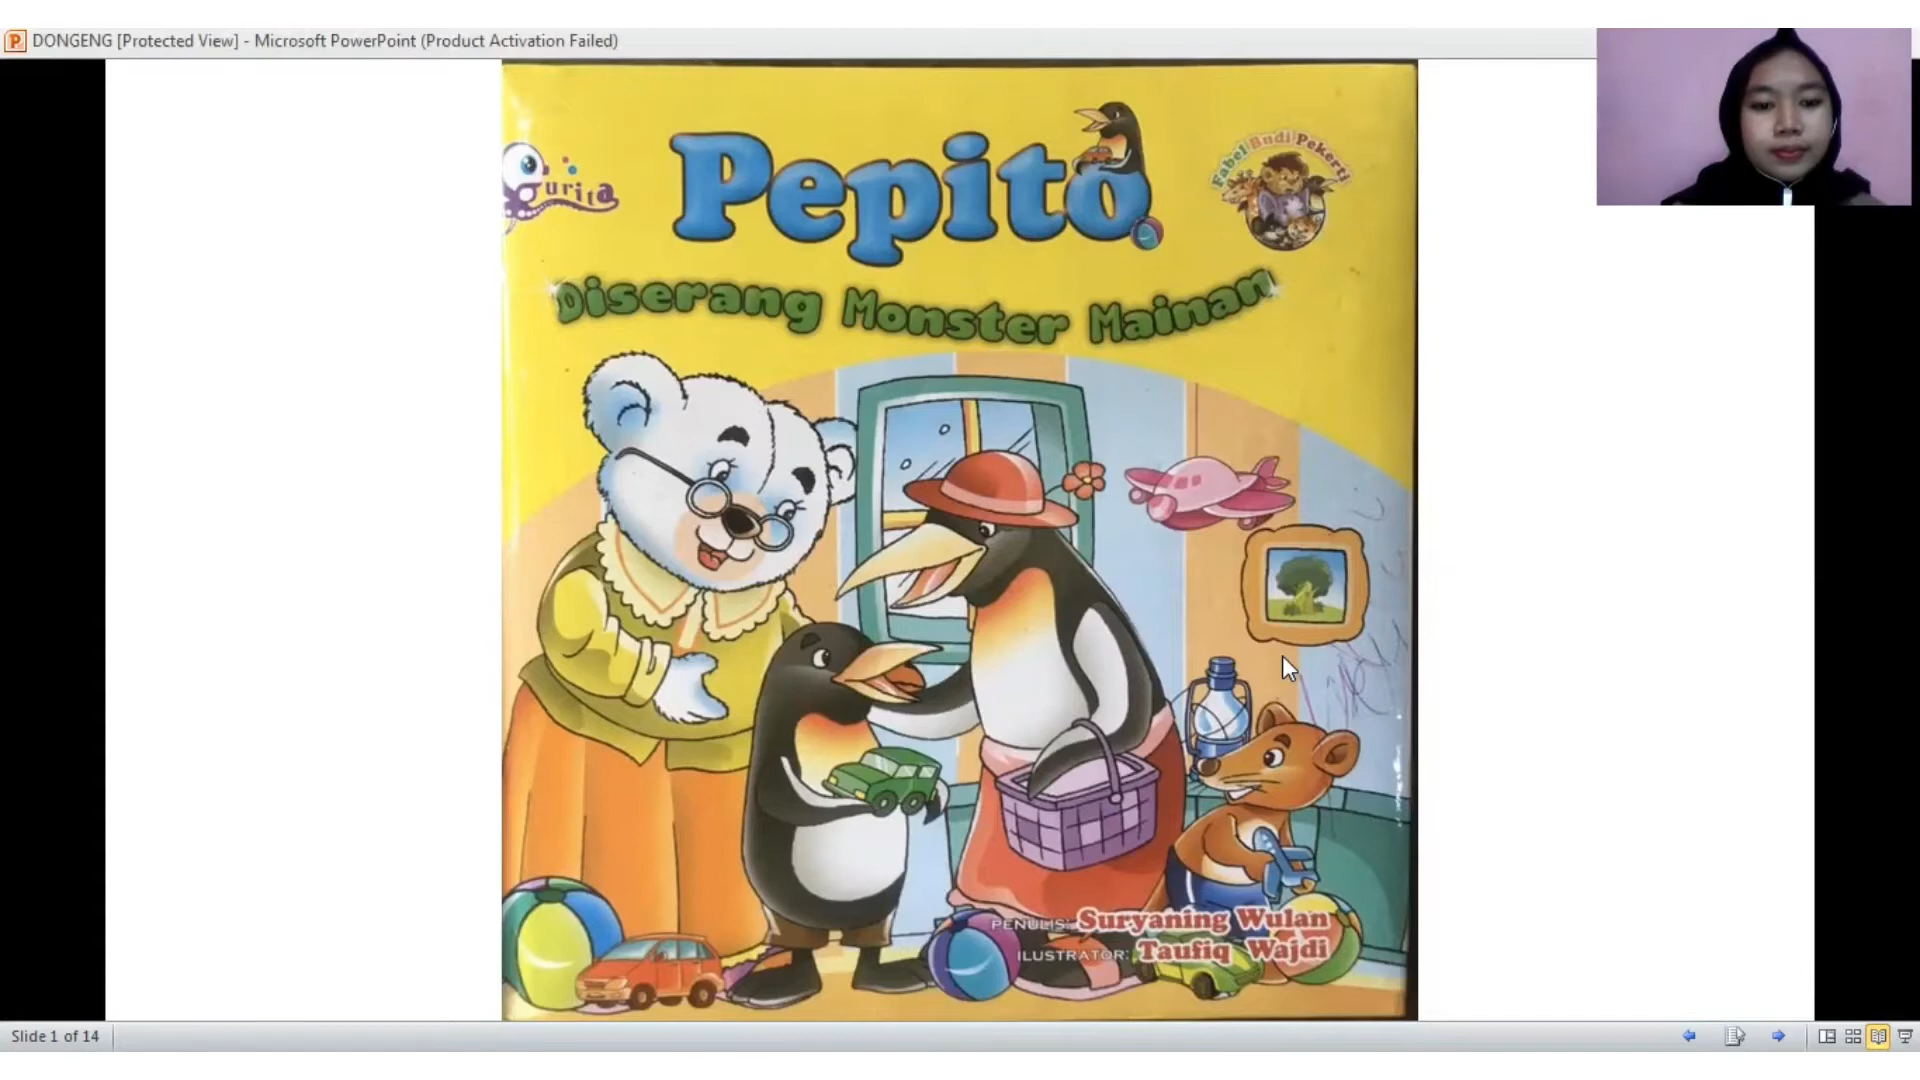 DONGENG [Protected View] - Microsoft PowerPoint (Product Activation Failed)
Gurita
Pepito
Fabel Budi Pekerti
Diserang Monster Mainan
PENULIS: Suryaning Wulan
ILUSTRATOR: Taufiq Wajdi
Slide 1 of 14